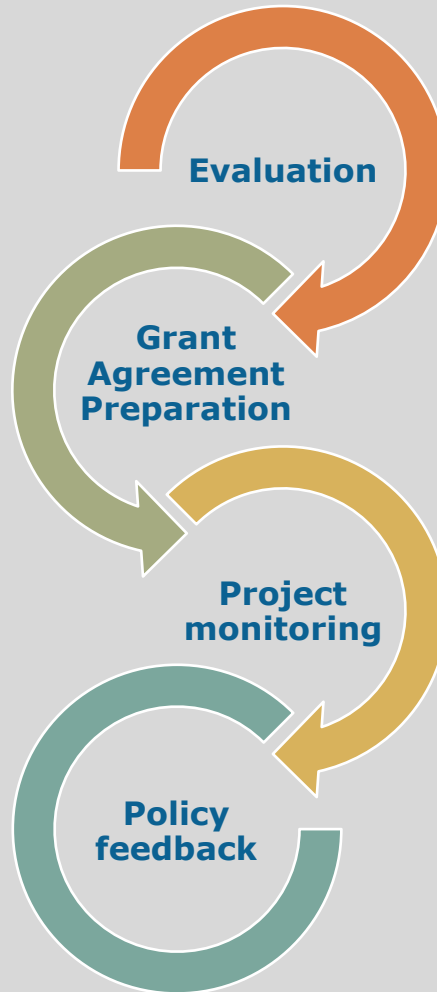 Evaluation
Grant
Agreement
Preparation
Project
monitoring
Policy
feedback